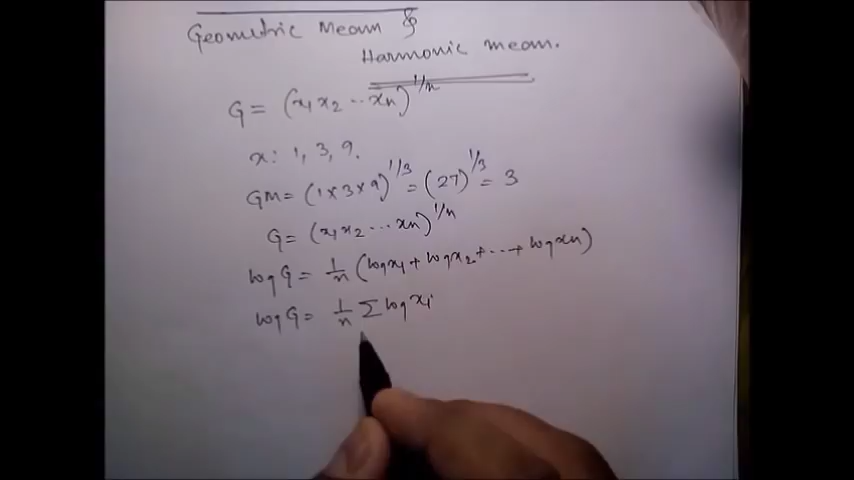 Geometric Mean &
Harmonic mean.
G = (x₁ x₂ ... xₙ)^1/n
x: 1, 3, 9.
GM = (1 × 3 × 9)^1/3 = (27)^1/3 = 3
G = (x₁ x₂ ... xₙ)^1/n
log G = 1/n (log x₁ + log x₂ + ... + log xₙ)
log G = 1/n Σ log xᵢ